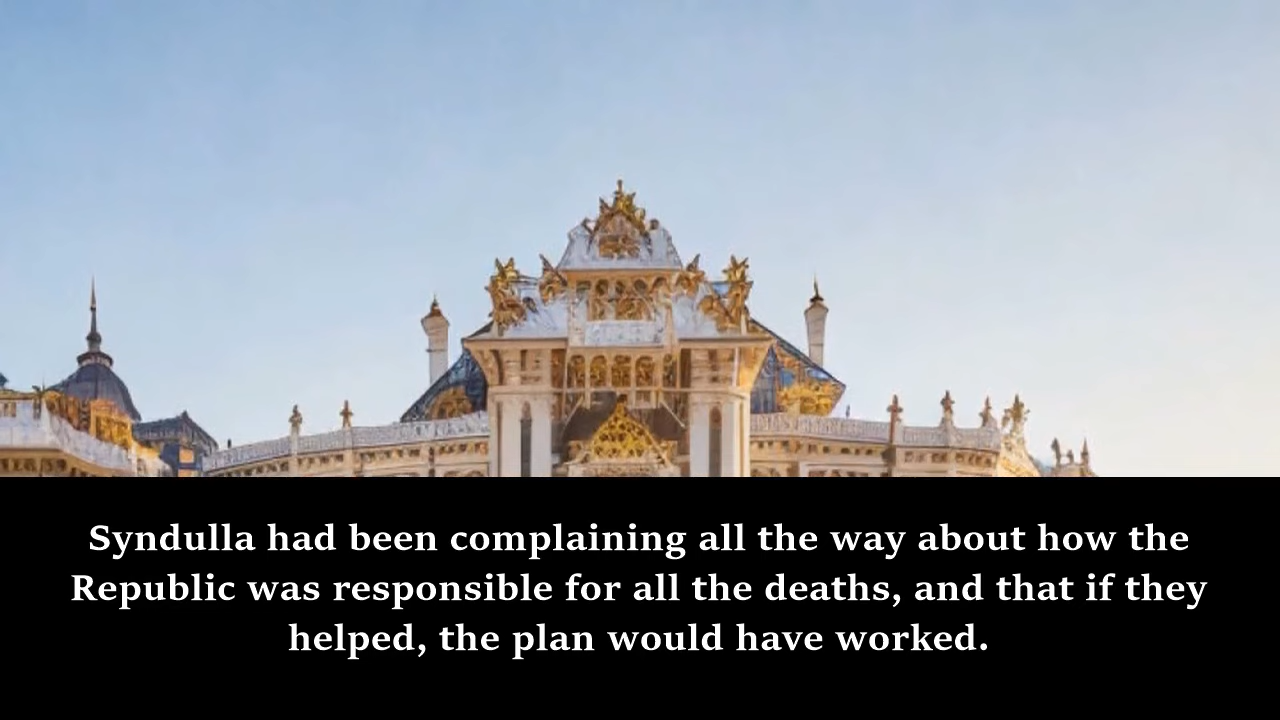 Syndulla had been complaining all the way about how the
Republic was responsible for all the deaths, and that if they
helped, the plan would have worked.